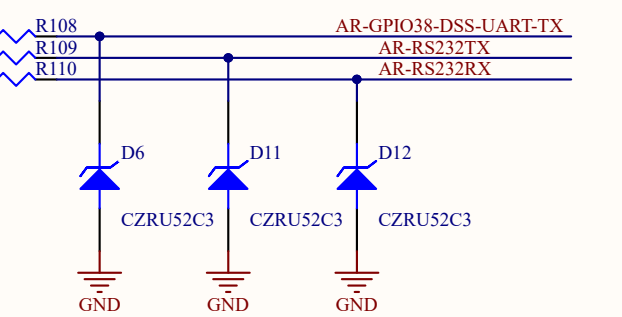 R108 AR-GPIO38-DSS-UART-TX
R109 AR-RS232TX
R110 AR-RS232RX
D6 D11 D12
CZRU52C3 CZRU52C3 CZRU52C3
GND GND GND